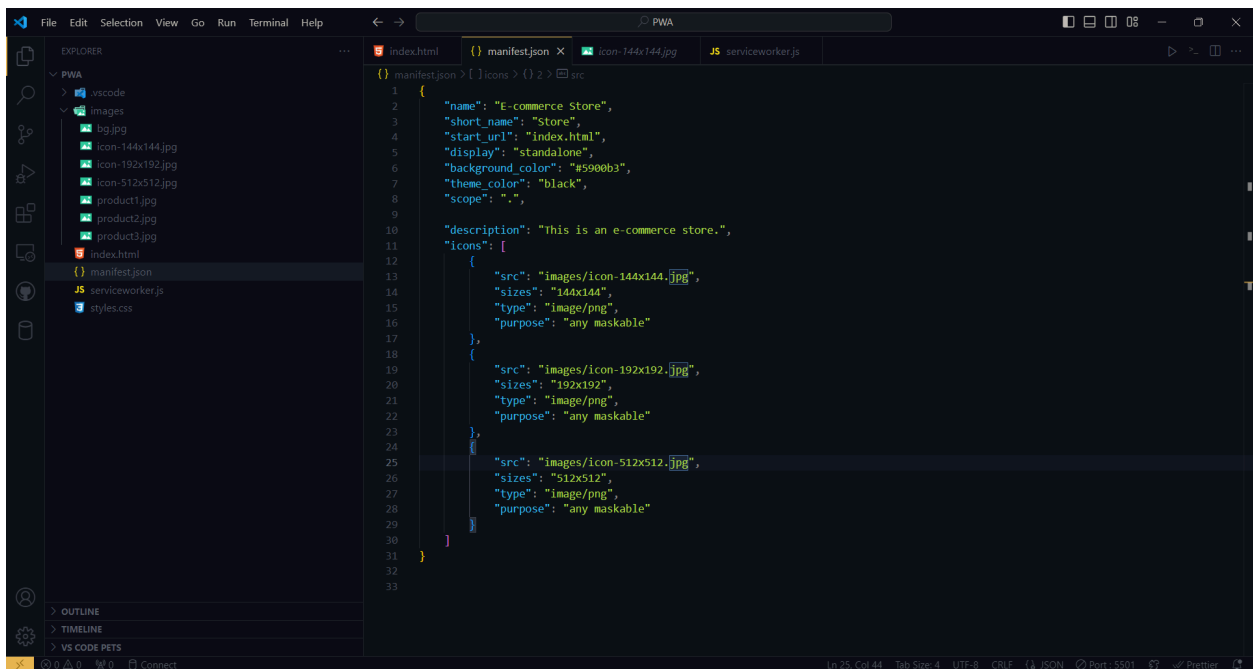 File Edit Selection View Go Run Terminal Help
PWA
EXPLORER
PWA
.vscode
images
bg.jpg
icon-144x144.jpg
icon-192x192.jpg
icon-512x512.jpg
product1.jpg
product2.jpg
product3.jpg
index.html
manifest.json
JS serviceworker.js
styles.css
OUTLINE
TIMELINE
VS CODE PETS
index.html {} manifest.json icon-144x144.jpg JS serviceworker.js
{} manifest.json > [ ] icons > {} 2 > src
1 {
2 "name": "E-commerce Store",
3 "short_name": "Store",
4 "start_url": "index.html",
5 "display": "standalone",
6 "background_color": "#5900b3",
7 "theme_color": "black",
8 "scope": ".",
9
10 "description": "This is an e-commerce store.",
11 "icons": [
12 {
13 "src": "images/icon-144x144.jpg",
14 "sizes": "144x144",
15 "type": "image/png",
16 "purpose": "any maskable"
17 },
18 {
19 "src": "images/icon-192x192.jpg",
20 "sizes": "192x192",
21 "type": "image/png",
22 "purpose": "any maskable"
23 },
24 {
25 "src": "images/icon-512x512.jpg",
26 "sizes": "512x512",
27 "type": "image/png",
28 "purpose": "any maskable"
29 }
30 ]
31 }
32
33
0 0 0 Connect Ln 25, Col 44 Tab Size: 4 UTF-8 CRLF JSON Port : 5501 Prettier